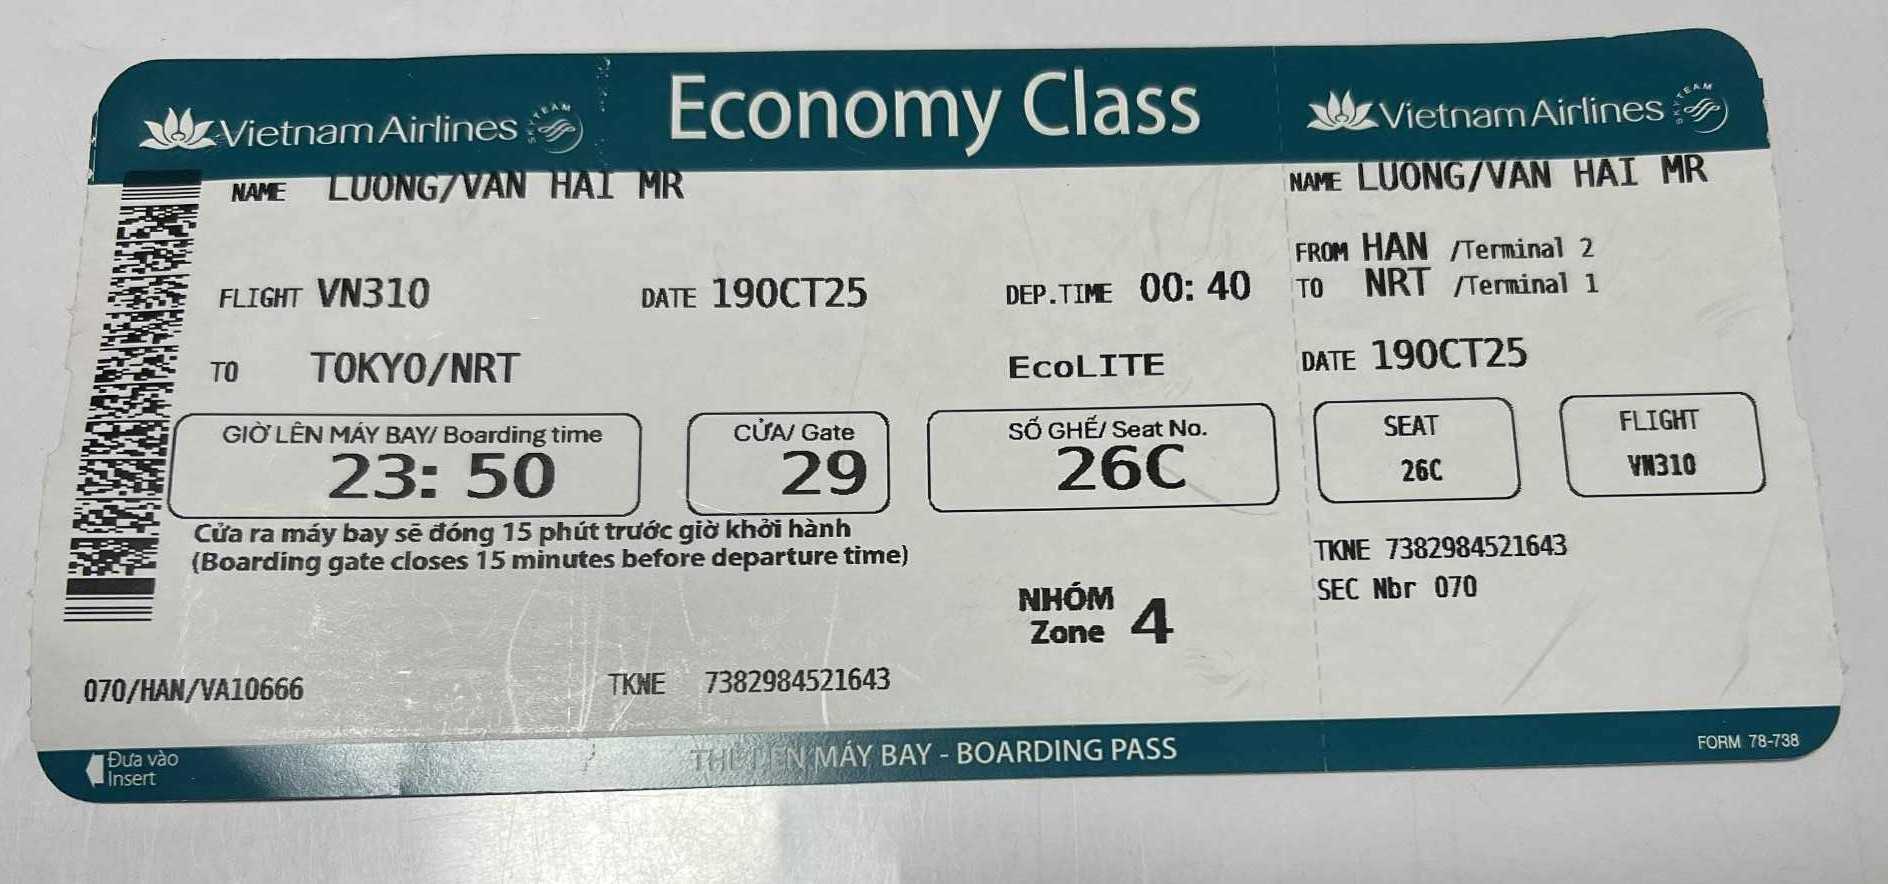 Vietnam Airlines SKYTEAM Economy Class Vietnam Airlines SKYTEAM
NAME LUONG/VAN HAI MR
FLIGHT VN310 DATE 19OCT25 DEP.TIME 00:40
TO TOKYO/NRT EcoLITE
GIỜ LÊN MÁY BAY/ Boarding time
23:50
CỬA/ Gate
29
SỐ GHẾ/ Seat No.
26C
Cửa ra máy bay sẽ đóng 15 phút trước giờ khởi hành
(Boarding gate closes 15 minutes before departure time)
NHÓM
Zone 4
070/HAN/VA10666 TKNE 7382984521643
Đưa vào
Insert
THẺ LÊN MÁY BAY - BOARDING PASS
NAME LUONG/VAN HAI MR
FROM HAN /Terminal 2
TO NRT /Terminal 1
DATE 19OCT25
SEAT
26C
FLIGHT
VN310
TKNE 7382984521643
SEC Nbr 070
FORM 78-738